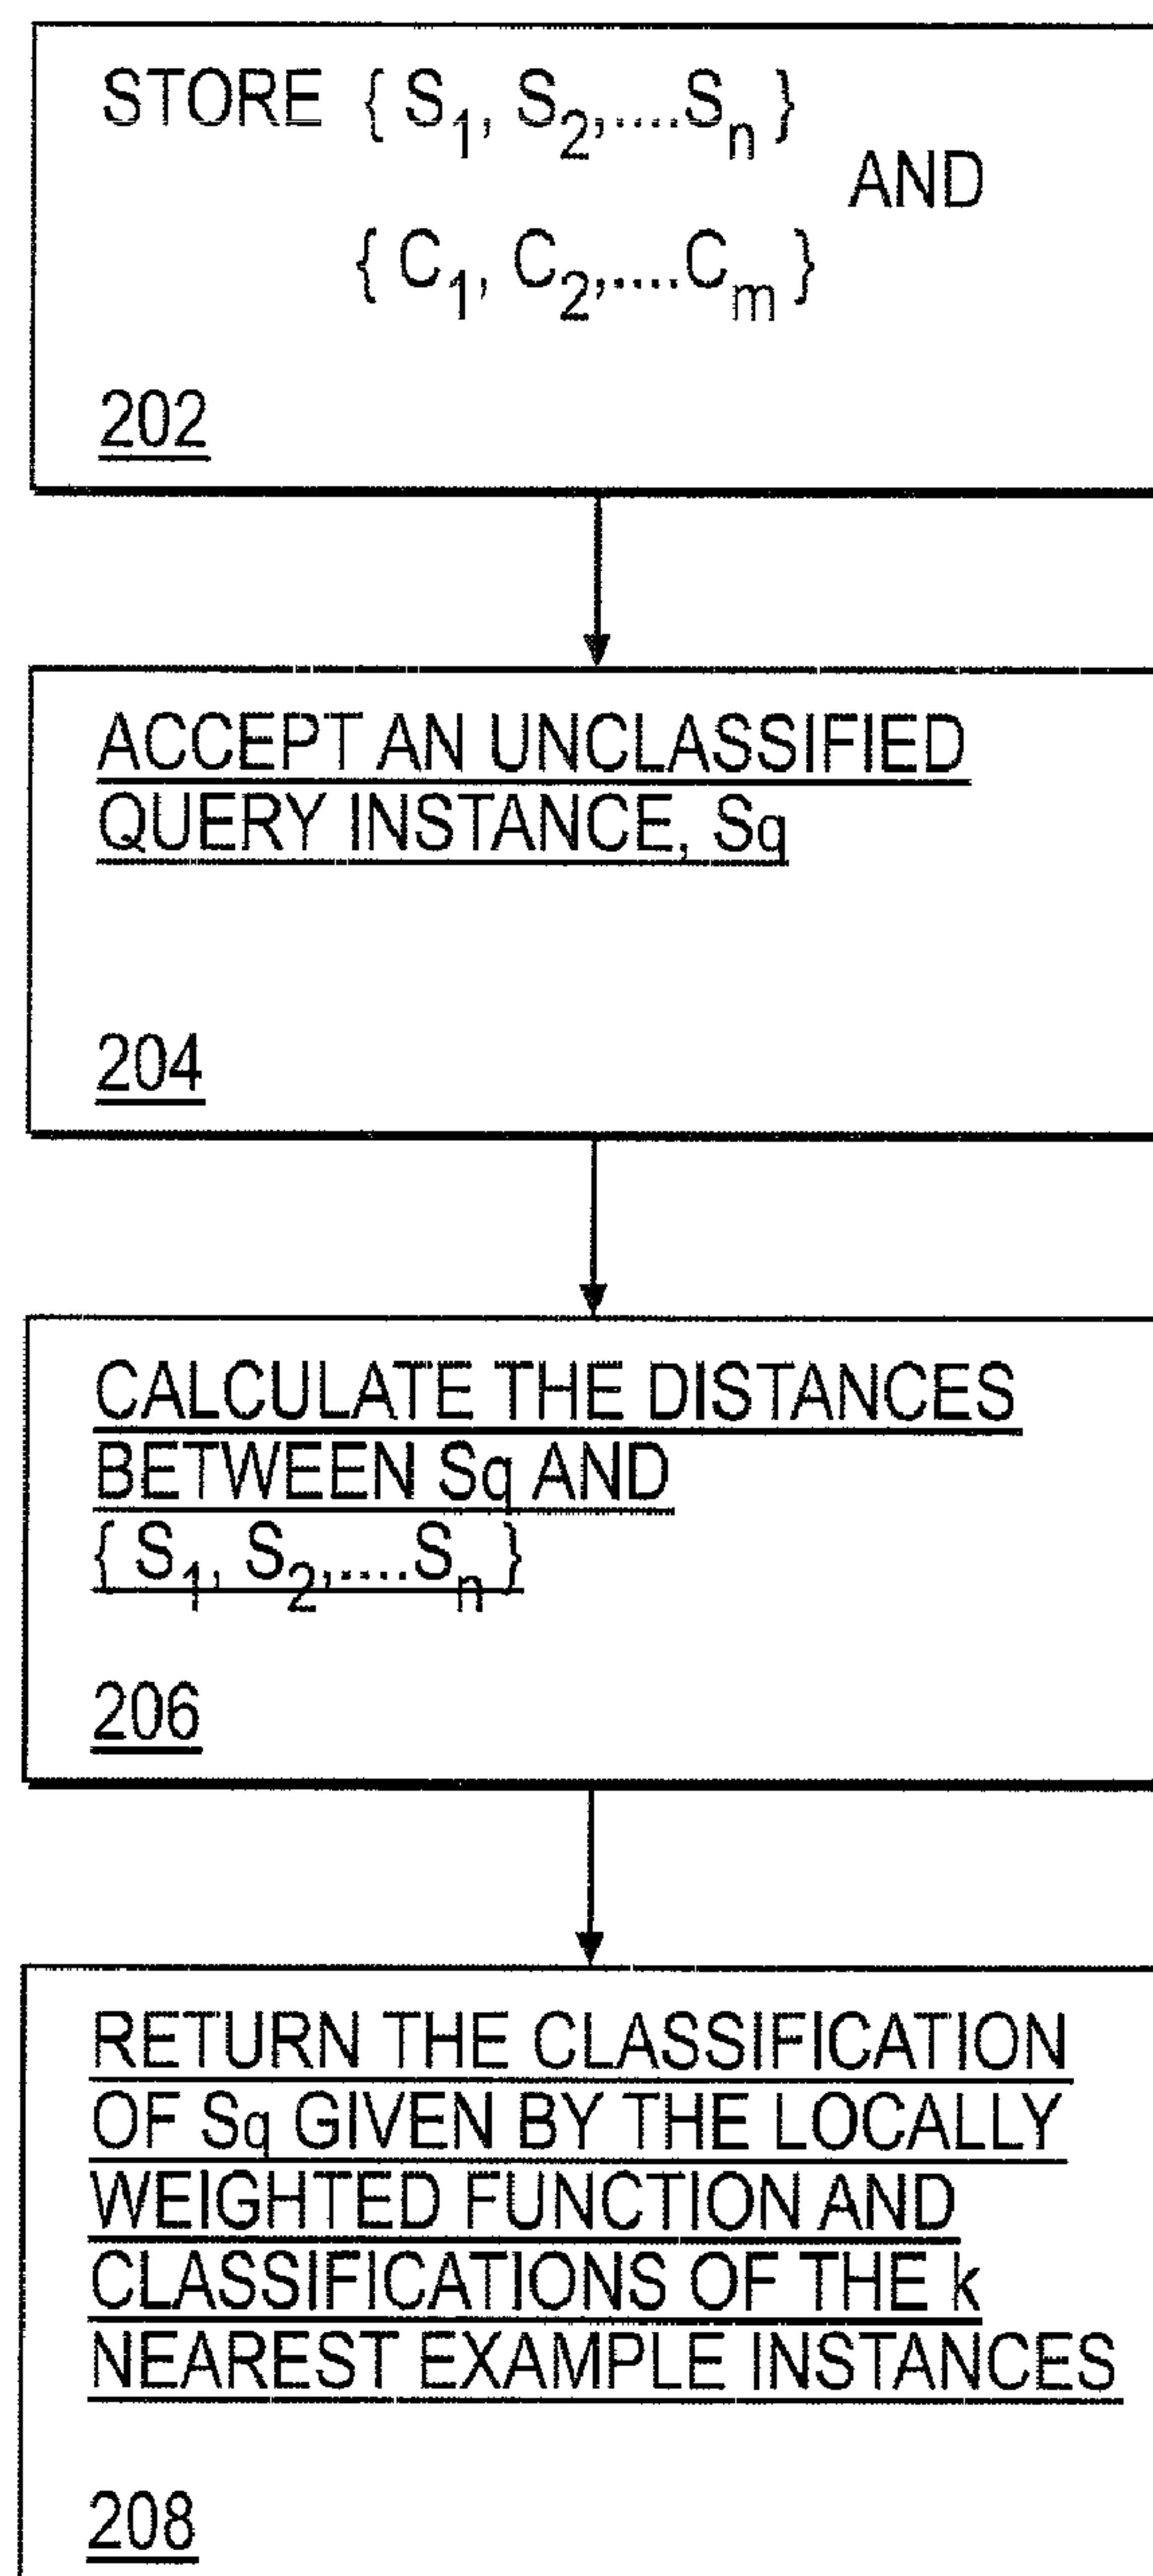 STORE { S1, S2,....Sn }
AND
{ C1, C2,....Cm }
202
ACCEPT AN UNCLASSIFIED
QUERY INSTANCE, Sq
204
CALCULATE THE DISTANCES
BETWEEN Sq AND
{ S1, S2,....Sn }
206
RETURN THE CLASSIFICATION
OF Sq GIVEN BY THE LOCALLY
WEIGHTED FUNCTION AND
CLASSIFICATIONS OF THE k
NEAREST EXAMPLE INSTANCES
208